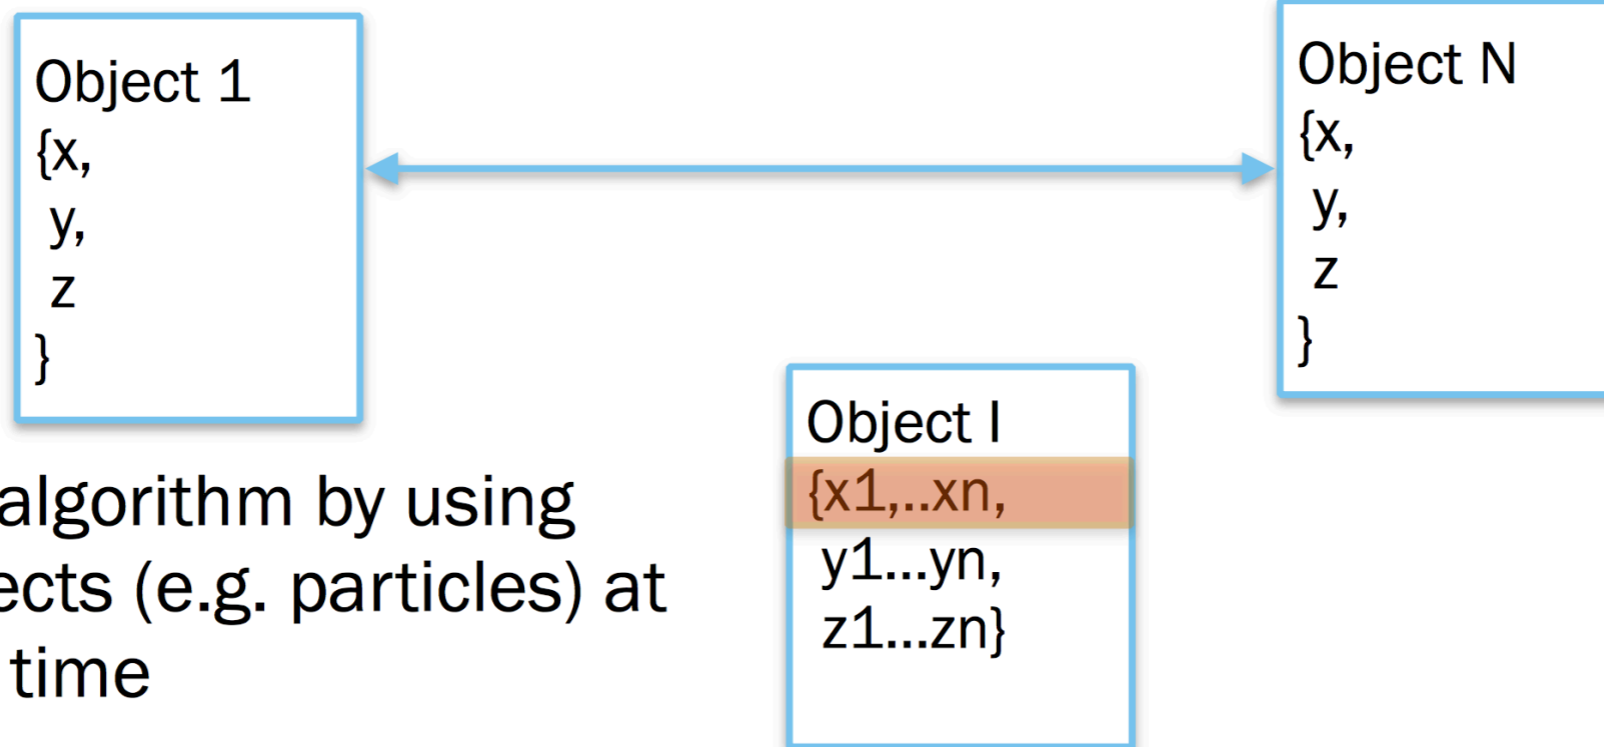 Object 1
{x,
y,
z
}
Object N
{x,
y,
z
}
algorithm by using
ects (e.g. particles) at
time
Object I
{x1,..xn,
y1...yn,
z1...zn}